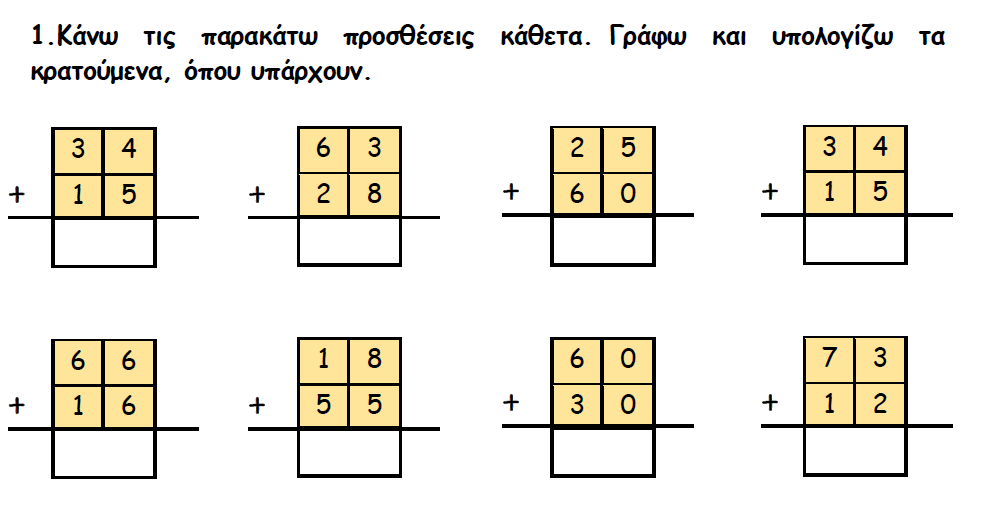 1.Κάνω τις παρακάτω προσθέσεις κάθετα. Γράφω και υπολογίζω τα
κρατούμενα, όπου υπάρχουν.
3 4 6 3 2 5 3 4
+ 1 5 + 2 8 + 6 0 + 1 5
6 6 1 8 6 0 7 3
+ 1 6 + 5 5 + 3 0 + 1 2